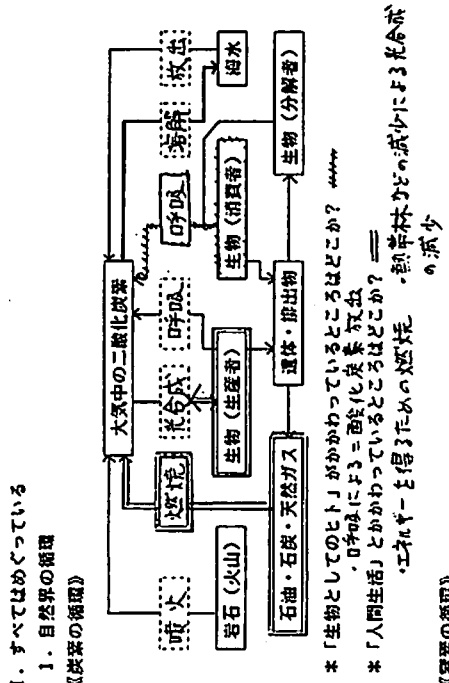 1. すべてはめぐっている
1. 自然界の循環
《炭素の循環》
大気中の二酸化炭素
噴火
燃焼
光合成
呼吸
呼吸
溶解
放出
岩石(火山)
生物(生産者)
生物(消費者)
海水
石油・石炭・天然ガス
遺体・排出物
生物(分解者)
*「生物としてのヒト」がかかわっているところはどこか?
・呼吸による二酸化炭素放出
*「人間生活」とかかわっているところはどこか?
・エネルギーを得るための燃焼 ・熱帯林などの減少による光合成
の減少